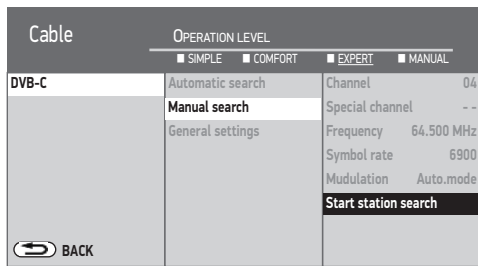 Cable
OPERATION LEVEL
SIMPLE COMFORT EXPERT MANUAL
DVB-C
Automatic search
Manual search
General settings
Channel 04
Special channel - -
Frequency 64.500 MHz
Symbol rate 6900
Mudulation Auto.mode
Start station search
BACK